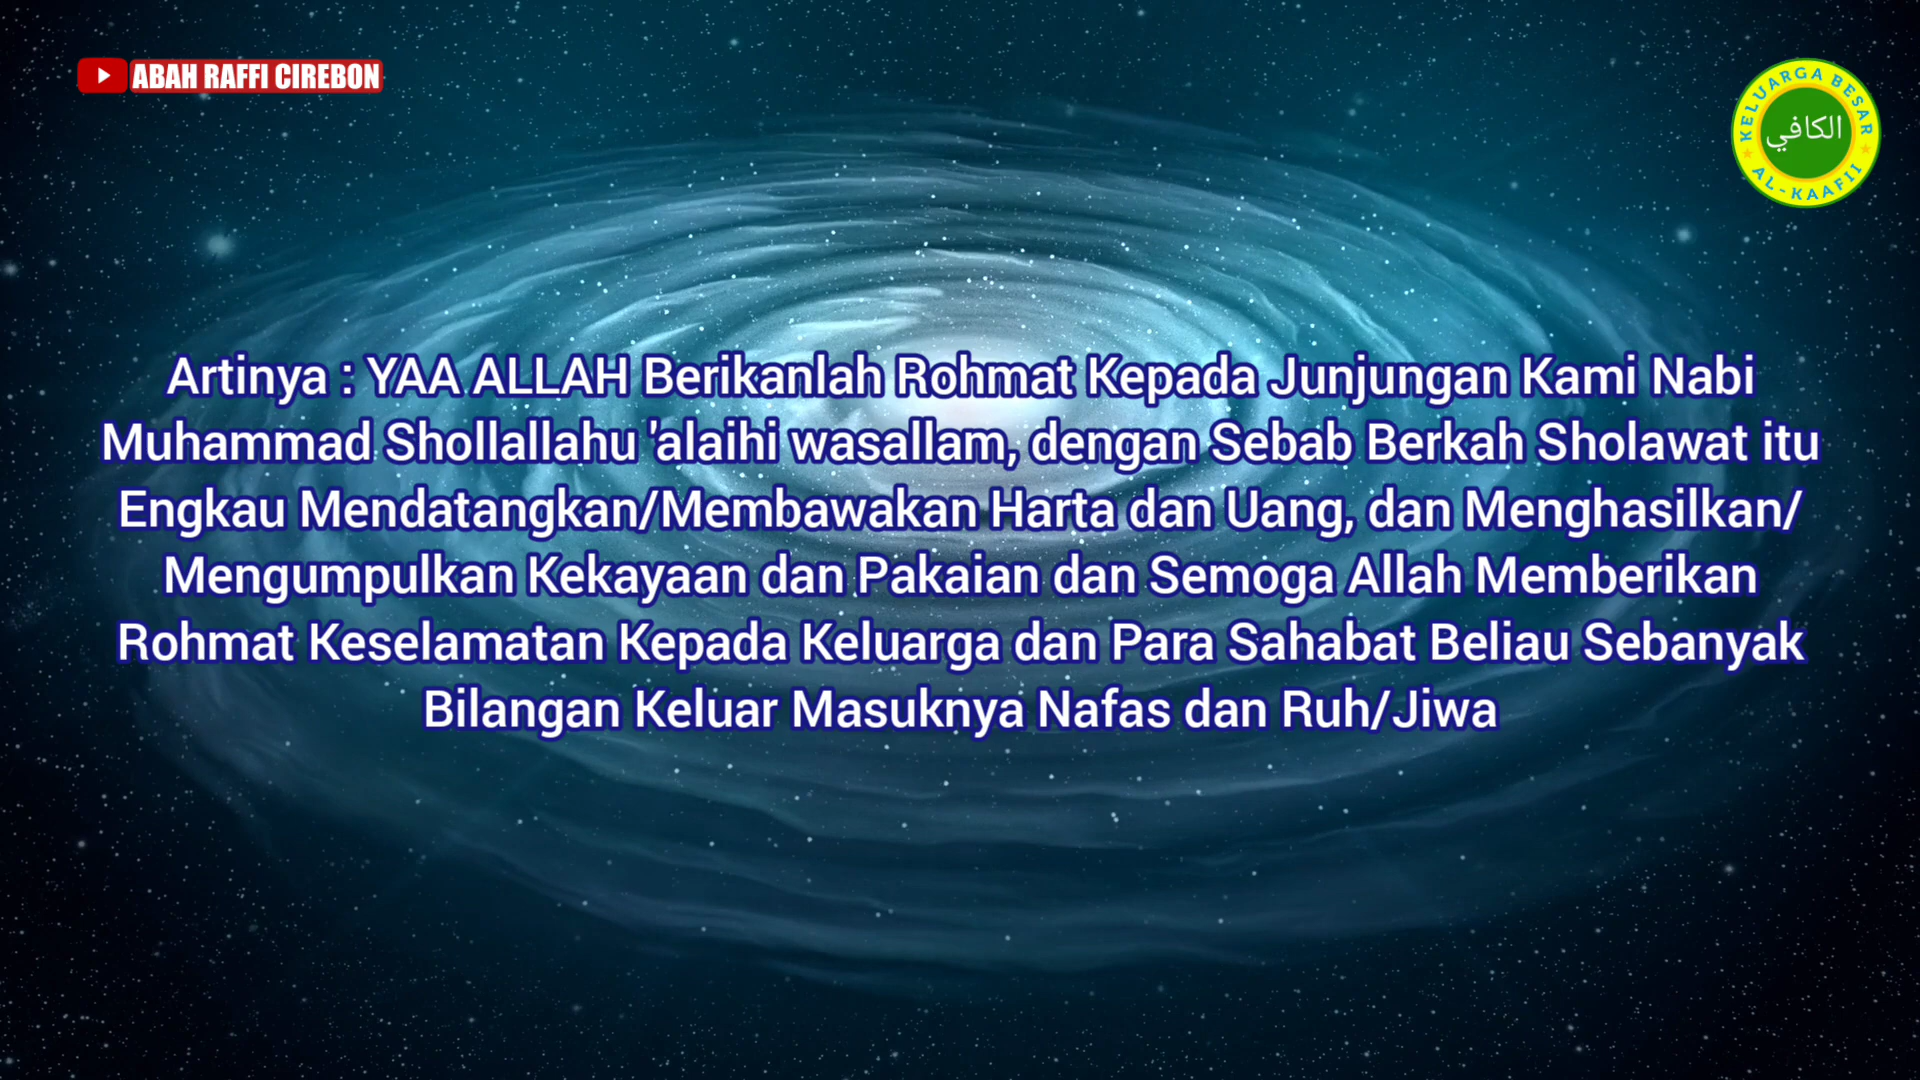 ABAH RAFFI CIREBON
KELUARGA BESAR
الكافي
AL-KAAFII
Artinya : YAA ALLAH Berikanlah Rohmat Kepada Junjungan Kami Nabi
Muhammad Shollallahu 'alaihi wasallam, dengan Sebab Berkah Sholawat itu
Engkau Mendatangkan/Membawakan Harta dan Uang, dan Menghasilkan/
Mengumpulkan Kekayaan dan Pakaian dan Semoga Allah Memberikan
Rohmat Keselamatan Kepada Keluarga dan Para Sahabat Beliau Sebanyak
Bilangan Keluar Masuknya Nafas dan Ruh/Jiwa